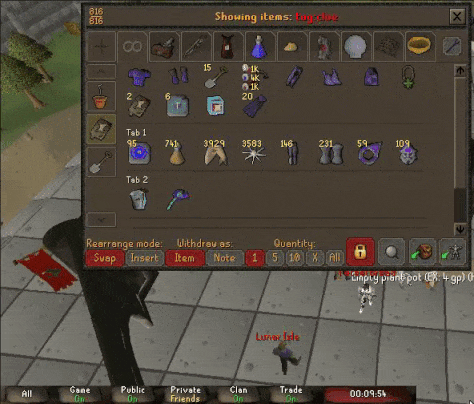 816
816
Showing items: tag:clue
15
1K
4K
1K
2
6
20
Tab 1
95
741
3929
3583
146
231
59
109
Tab 2
Rearrange mode: Withdraw as: Quantity:
Swap Insert Item Note 1 5 10 X All
Empty plant pot (EX: 4 gp)
Lunar Isle
All
Game
On
Public
On
Private
Friends
Clan
On
Trade
On
00:09:54